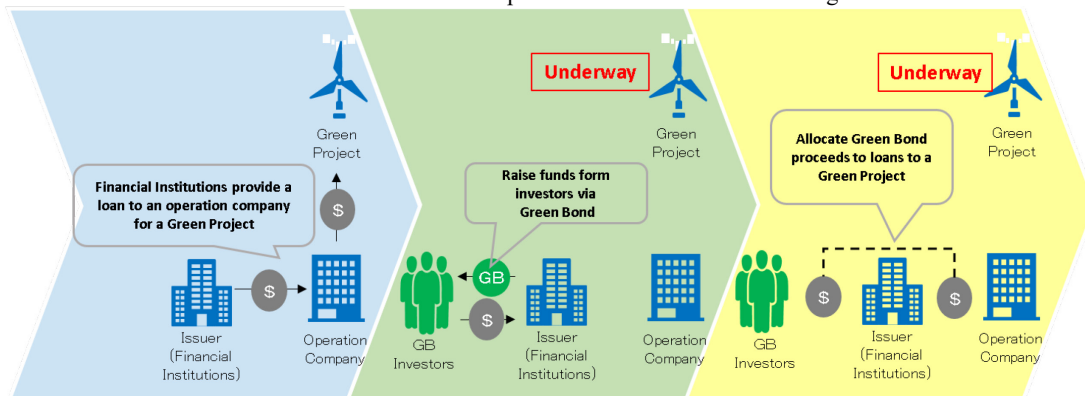 Green
Project
Financial Institutions provide a
loan to an operation company
for a Green Project
$
$
Issuer
(Financial
Institutions)
Operation
Company
Underway
Green
Project
Raise funds form
investors via
Green Bond
GB
$
GB
Investors
Issuer
(Financial
Institutions)
Operation
Company
Underway
Green
Project
Allocate Green Bond
proceeds to loans to a
Green Project
$
$
GB
Investors
Issuer
(Financial
Institutions)
Operation
Company